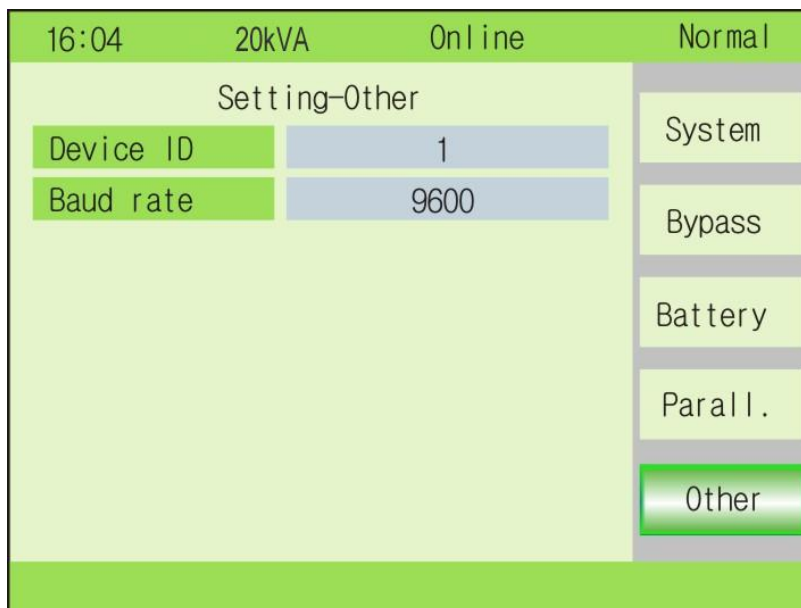 16:04 20kVA Online Normal
Setting-Other
Device ID 1
Baud rate 9600
System
Bypass
Battery
Parall.
Other